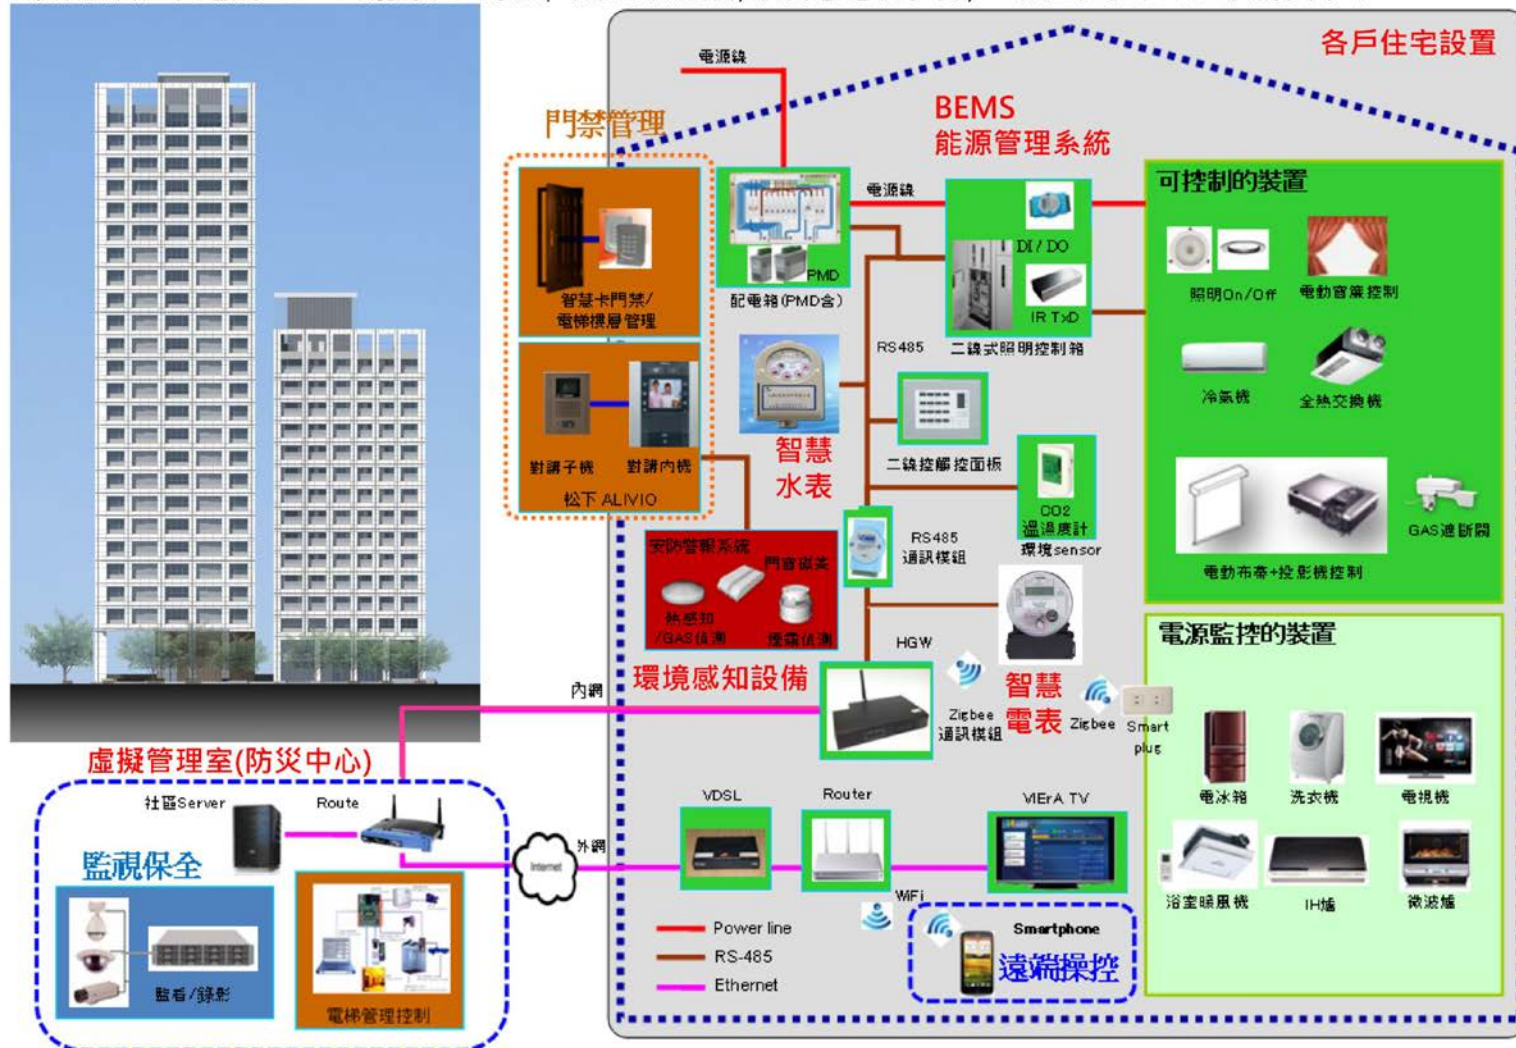 各戶住宅設置
電源線
門禁管理
BEMS
能源管理系統
電源線
可控制的裝置
DI / DO
PMD
智慧卡門禁/
電梯樓層管理
配電箱(PMD含)
IR TxD
照明On/Off
電動窗簾控制
RS485
二線式照明控制箱
冷氣機
全熱交換機
對講子機
對講內機
松下 ALIVIO
智慧
水表
二線控觸控面板
CO2
溫濕度計
環境sensor
RS485
通訊模組
GAS遮斷閥
電動布幕+投影機控制
安防警報系統
門窗磁簧
熱感知
/GAS偵測
煙霧偵測
環境感知設備
HGW
電源監控的裝置
內網
Zigbee
通訊模組
智慧
電表
Zigbee
Smart
plug
虛擬管理室(防災中心)
社區Server
Route
電冰箱
洗衣機
電視機
VDSL
Router
VIErA TV
監視保全
Internet
外網
WiFi
浴室暖風機
IH爐
微波爐
Power line
RS-485
Ethernet
Smartphone
遠端操控
監看/錄影
電梯管理控制